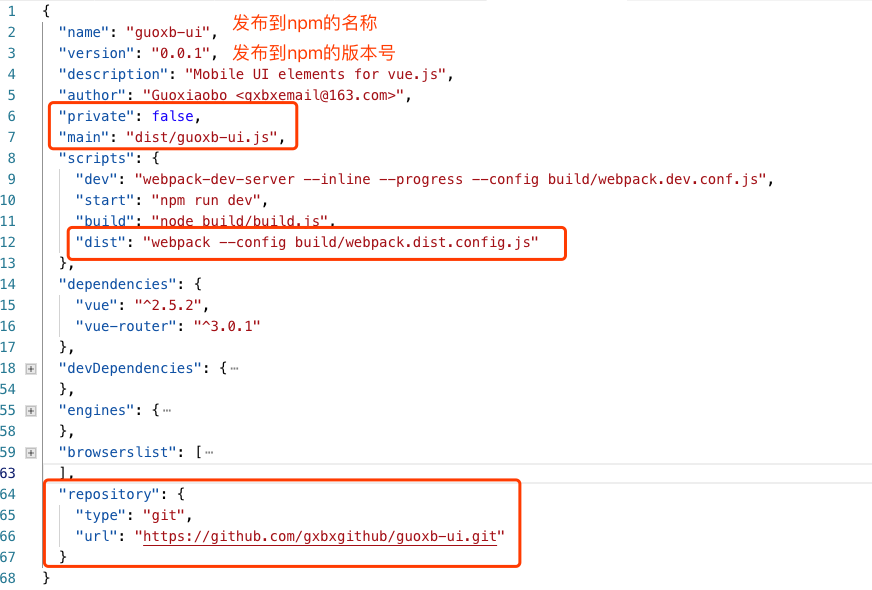 1 {
2 "name": "guoxb-ui", 发布到npm的名称
3 "version": "0.0.1", 发布到npm的版本号
4 "description": "Mobile UI elements for vue.js",
5 "author": "Guoxiaobo <gxbxemail@163.com>",
6 "private": false,
7 "main": "dist/guoxb-ui.js",
8 "scripts": {
9 "dev": "webpack-dev-server --inline --progress --config build/webpack.dev.conf.js",
10 "start": "npm run dev",
11 "build": "node build/build.js",
12 "dist": "webpack --config build/webpack.dist.config.js"
13 },
14 "dependencies": {
15 "vue": "^2.5.2",
16 "vue-router": "^3.0.1"
17 },
18 "devDependencies": {⋯
54 },
55 "engines": {⋯
58 },
59 "browserslist": [⋯
63 ],
64 "repository": {
65 "type": "git",
66 "url": "https://github.com/gxbxgithub/guoxb-ui.git"
67 }
68 }